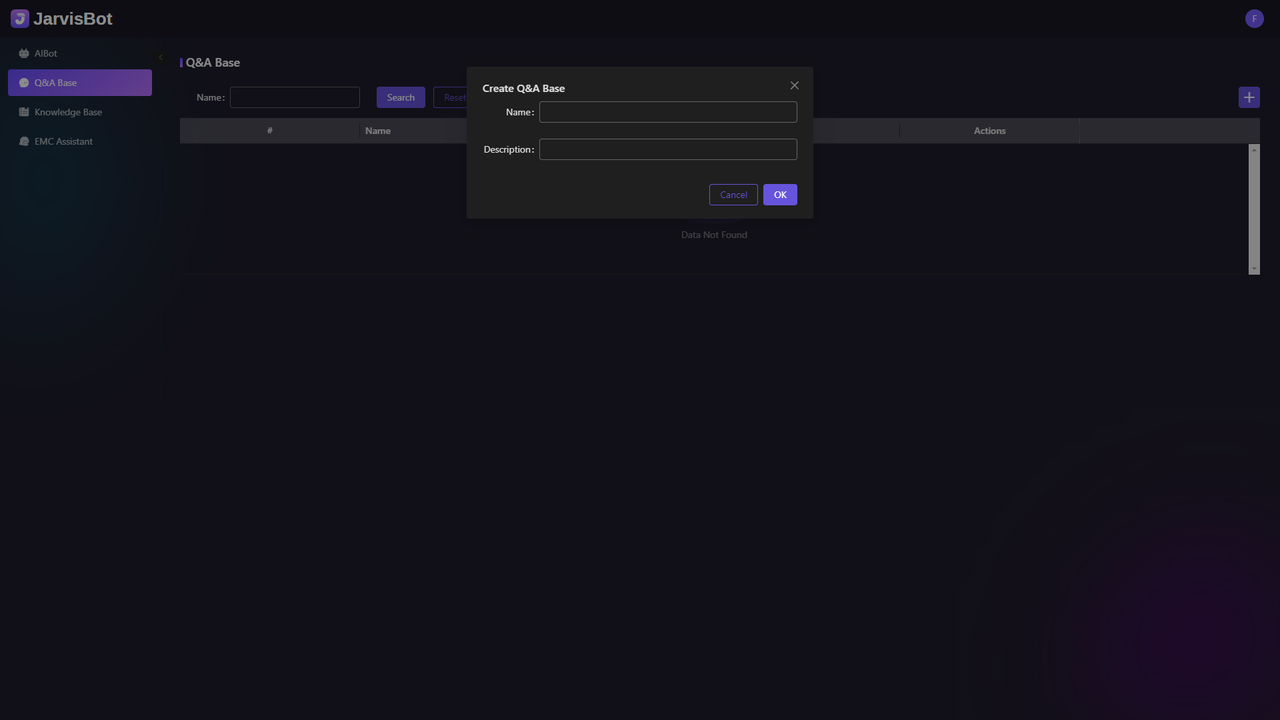 JarvisBot
F
AIBot
Q&A Base
Knowledge Base
EMC Assistant
Q&A Base
Name:
Search
Reset
#
Name
Actions
Data Not Found
Create Q&A Base
Name:
Description:
Cancel
OK